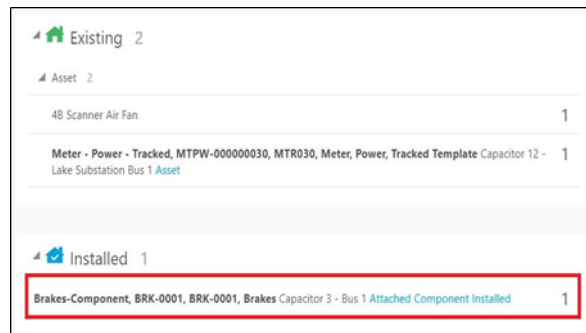 Existing 2
Asset 2
4B Scanner Air Fan 1
Meter - Power - Tracked, MTPW-000000030, MTR030, Meter, Power, Tracked Template Capacitor 12 - 1
Lake Substation Bus 1 Asset
Installed 1
Brakes-Component, BRK-0001, BRK-0001, Brakes Capacitor 3 - Bus 1 Attached Component Installed 1